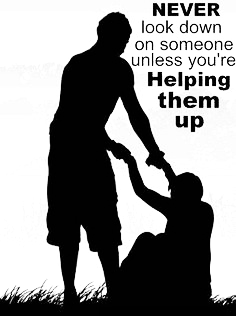 NEVER
look down
on someone
unless you're
Helping
them
up